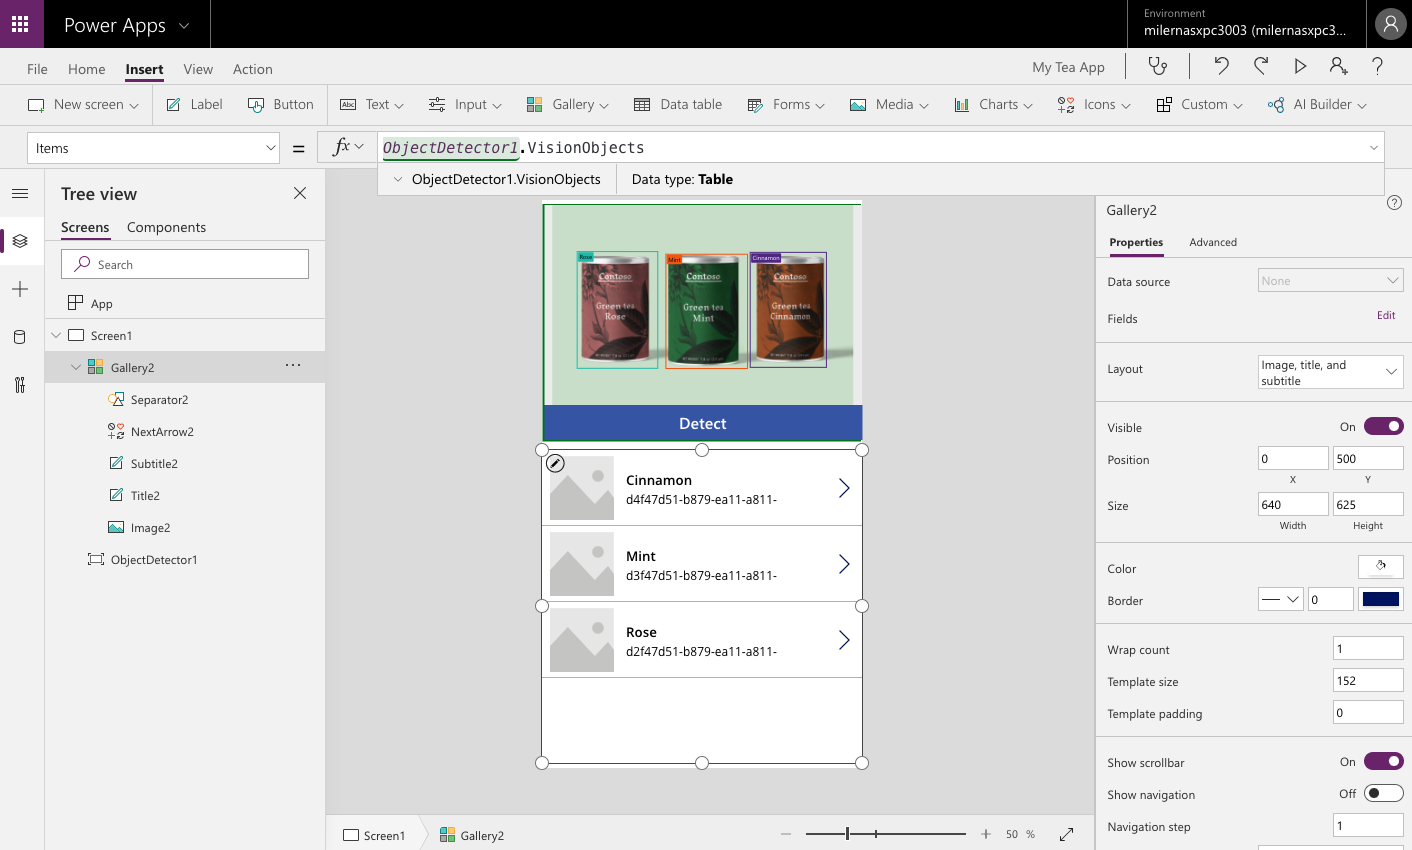 Power Apps
Environment
milernasxpc3003 (milernasxpc3...
File Home Insert View Action
My Tea App
New screen Label Button Text Input Gallery Data table Forms Media Charts Icons Custom AI Builder
Items
= fx ObjectDetector1.VisionObjects
ObjectDetector1.VisionObjects Data type: Table
Tree view
Screens Components
Search
App
Screen1
Gallery2
Separator2
NextArrow2
Subtitle2
Title2
Image2
ObjectDetector1
Rose Mint Cinnamon
Contoso Contoso Contoso
Green tea Rose
Green tea Mint
Green tea Cinnamon
Detect
Cinnamon
d4f47d51-b879-ea11-a811-
Mint
d3f47d51-b879-ea11-a811-
Rose
d2f47d51-b879-ea11-a811-
Screen1 Gallery2
50 %
Gallery2
Properties Advanced
Data source None
Fields Edit
Layout Image, title, and
subtitle
Visible On
Position 0 500
X Y
Size 640 625
Width Height
Color
Border 0
Wrap count 1
Template size 152
Template padding 0
Show scrollbar On
Show navigation Off
Navigation step 1